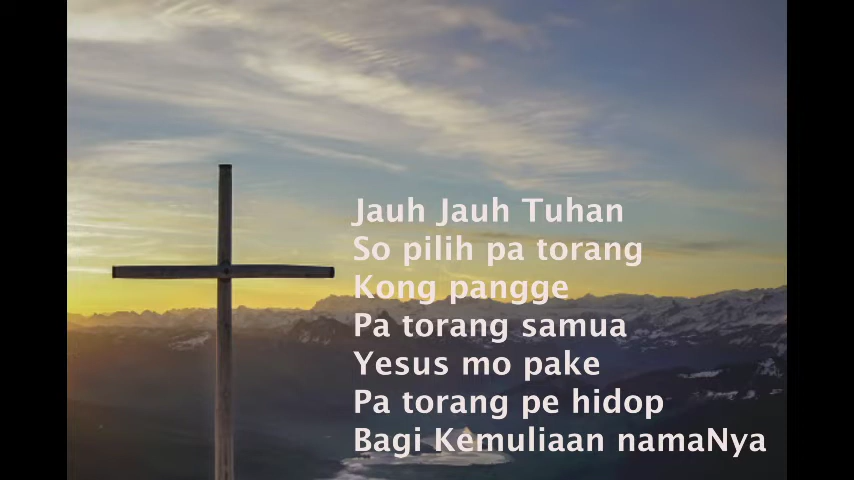 Jauh Jauh Tuhan
So pilih pa torang
Kong pangge
Pa torang samua
Yesus mo pake
Pa torang pe hidop
Bagi Kemuliaan namaNya